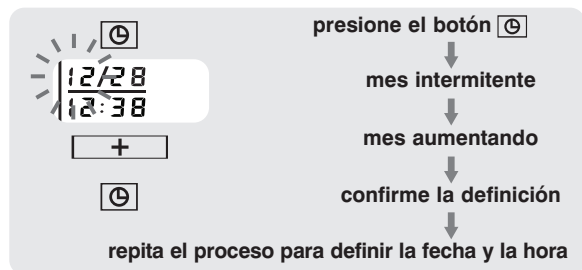 presione el botón
12/28
12:38
mes intermitente
mes aumentando
+
confirme la definición
repita el proceso para definir la fecha y la hora